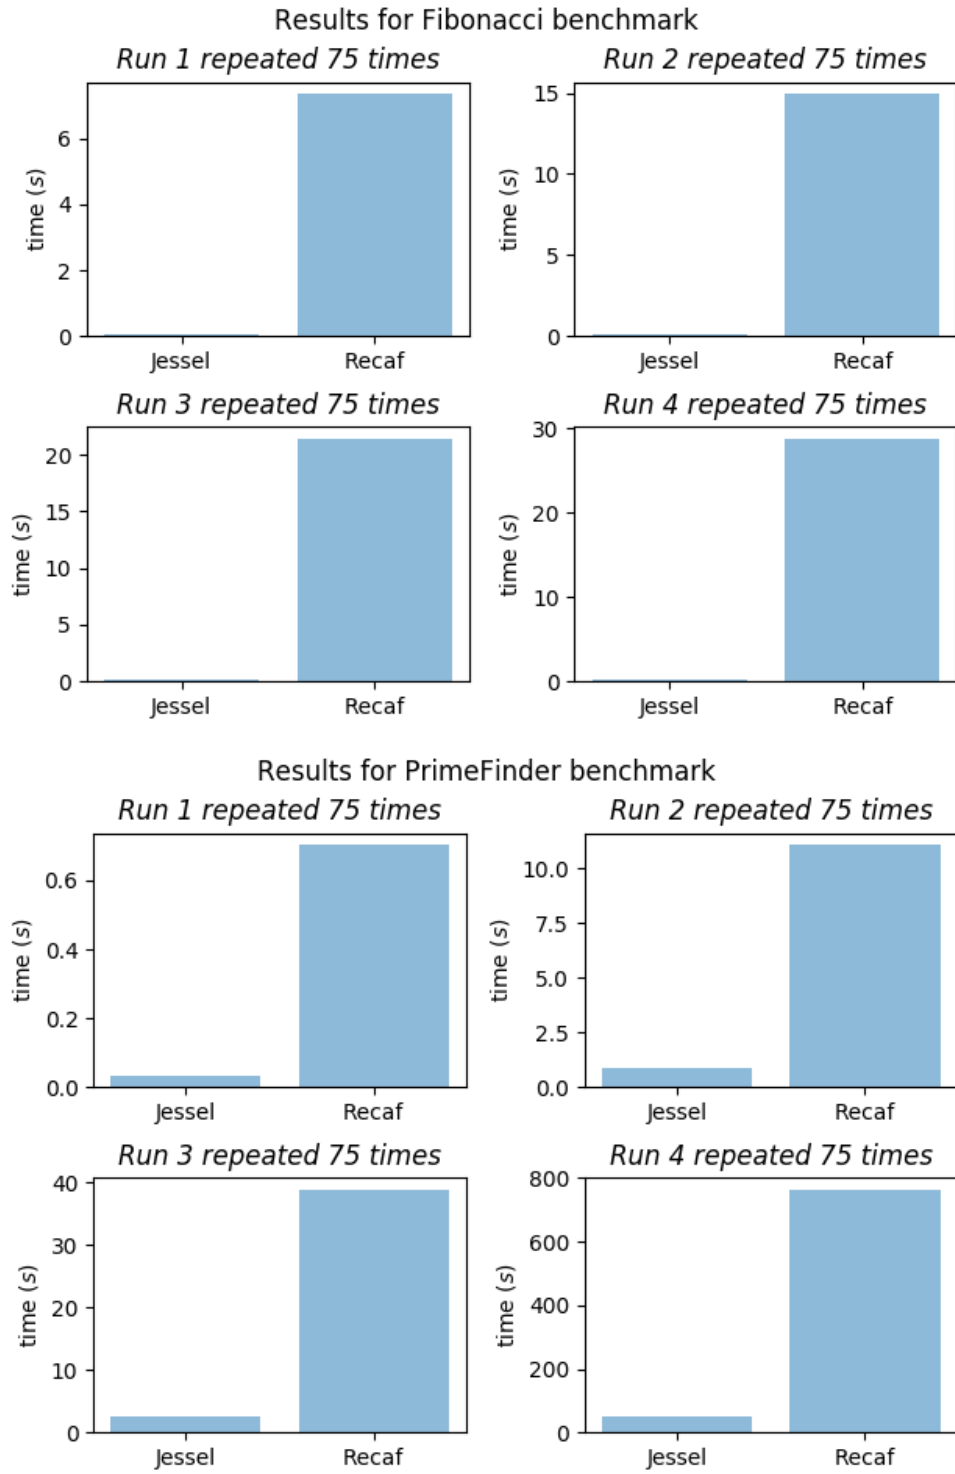 Results for Fibonacci benchmark
Run 1 repeated 75 times
time (s)
6
4
2
0
Jessel Recaf
Run 2 repeated 75 times
time (s)
15
10
5
0
Jessel Recaf
Run 3 repeated 75 times
time (s)
20
15
10
5
0
Jessel Recaf
Run 4 repeated 75 times
time (s)
30
20
10
0
Jessel Recaf
Results for PrimeFinder benchmark
Run 1 repeated 75 times
time (s)
0.6
0.4
0.2
0.0
Jessel Recaf
Run 2 repeated 75 times
time (s)
10.0
7.5
5.0
2.5
0.0
Jessel Recaf
Run 3 repeated 75 times
time (s)
40
30
20
10
0
Jessel Recaf
Run 4 repeated 75 times
time (s)
800
600
400
200
0
Jessel Recaf